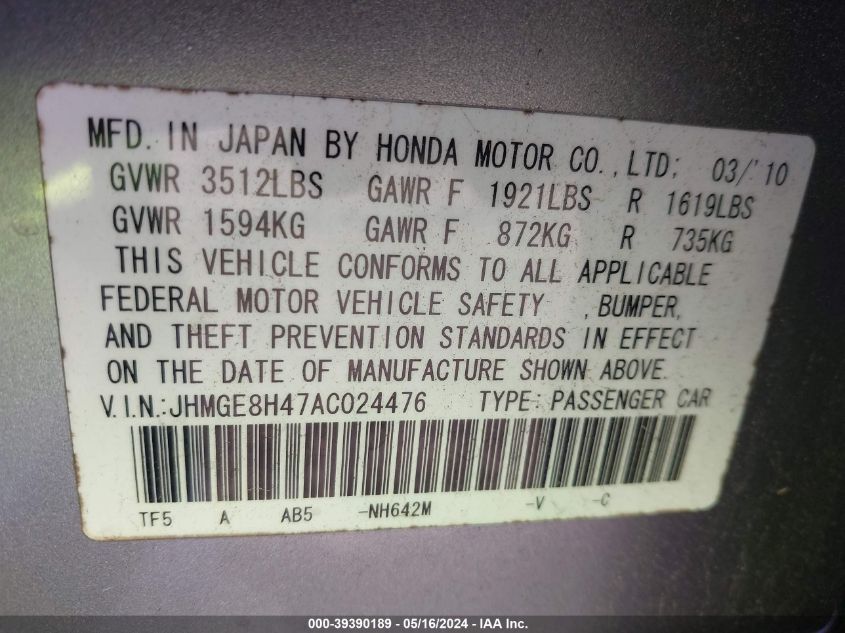 MFD. IN JAPAN BY HONDA MOTOR CO., LTD; 03/'10
GVWR 3512LBS GAWR F 1921LBS R 1619LBS
GVWR 1594KG GAWR F 872KG R 735KG
THIS VEHICLE CONFORMS TO ALL APPLICABLE
FEDERAL MOTOR VEHICLE SAFETY , BUMPER,
AND THEFT PREVENTION STANDARDS IN EFFECT
ON THE DATE OF MANUFACTURE SHOWN ABOVE.
V.I.N.:JHMGE8H47AC024476 TYPE: PASSENGER CAR
TF5 A AB5 -NH642M -V -C
000-39390189 - 05/16/2024 - IAA Inc.